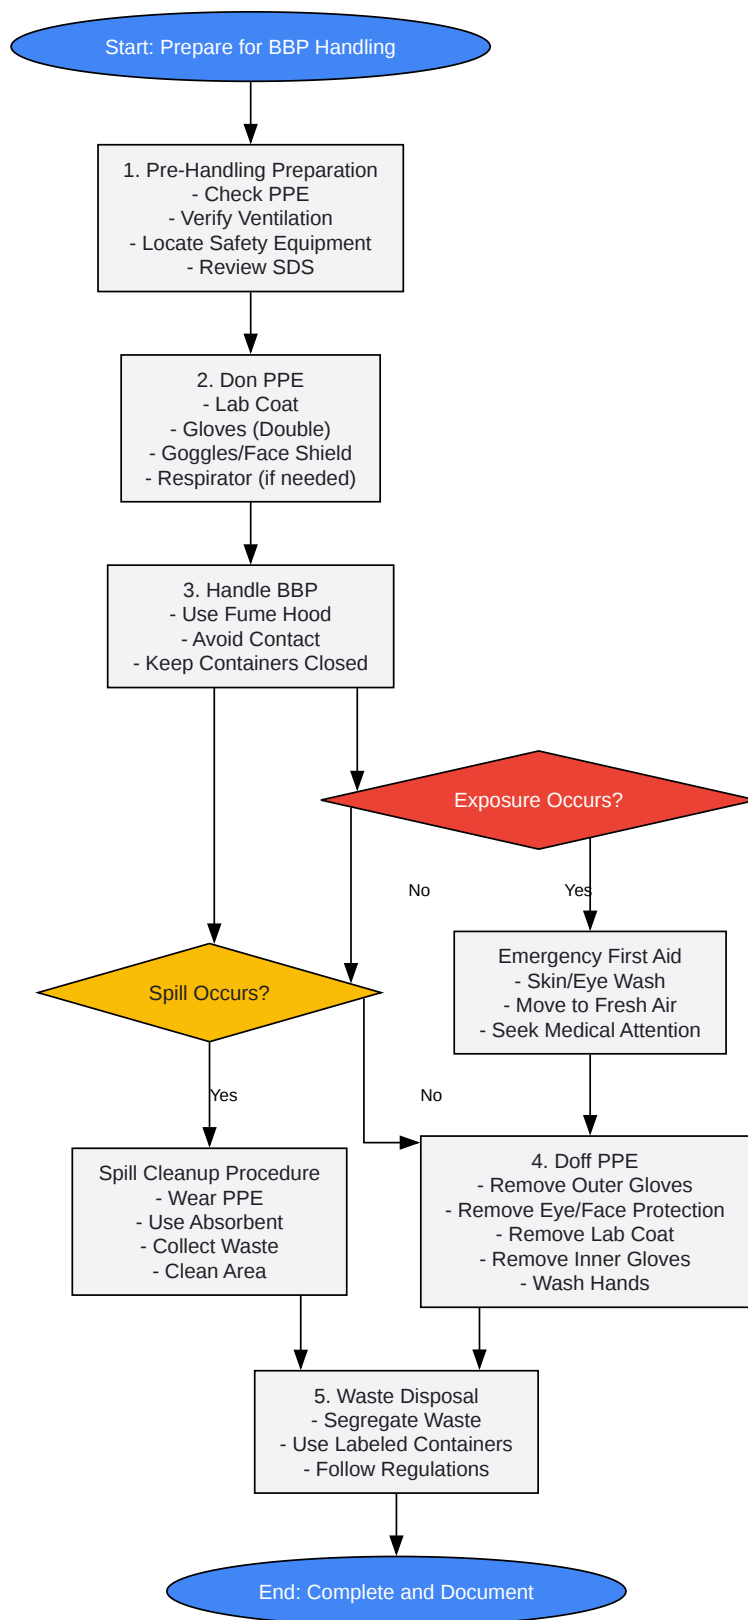 Start: Prepare for BBP Handling
1. Pre-Handling Preparation
- Check PPE
- Verify Ventilation
- Locate Safety Equipment
- Review SDS
2. Don PPE
- Lab Coat
- Gloves (Double)
- Goggles/Face Shield
- Respirator (if needed)
3. Handle BBP
- Use Fume Hood
- Avoid Contact
- Keep Containers Closed
Exposure Occurs?
No
Yes
Emergency First Aid
- Skin/Eye Wash
- Move to Fresh Air
- Seek Medical Attention
Spill Occurs?
Yes
No
Spill Cleanup Procedure
- Wear PPE
- Use Absorbent
- Collect Waste
- Clean Area
4. Doff PPE
- Remove Outer Gloves
- Remove Eye/Face Protection
- Remove Lab Coat
- Remove Inner Gloves
- Wash Hands
5. Waste Disposal
- Segregate Waste
- Use Labeled Containers
- Follow Regulations
End: Complete and Document